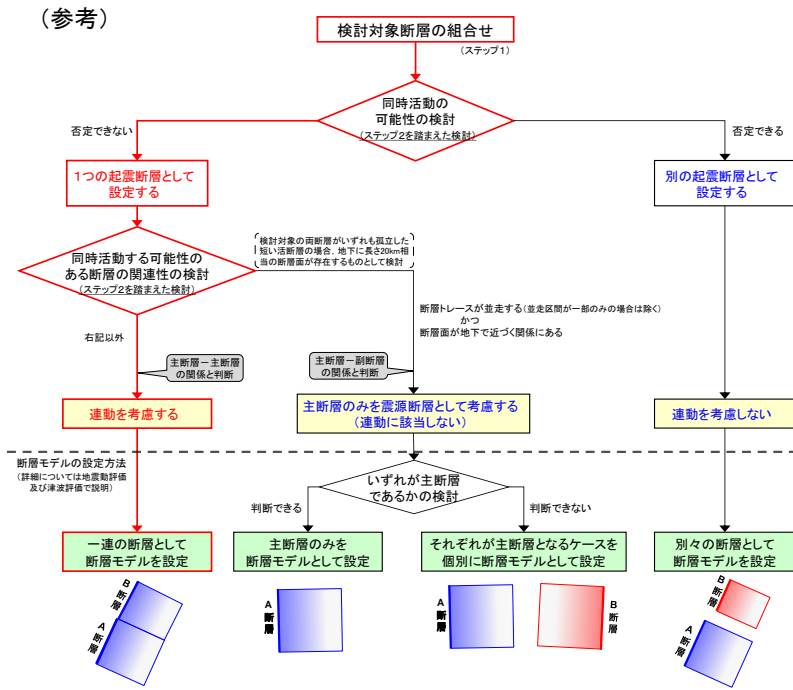 （参考）
検討対象断層の組合せ
（ステップ1）
同時活動の
可能性の検討
（ステップ2を踏まえた検討）
否定できない
否定できる
1つの起震断層として
設定する
別の起震断層として
設定する
同時活動する可能性の
ある断層の関連性の検討
（ステップ2を踏まえた検討）
検討対象の両断層がいずれも孤立した
短い活断層の場合、地下に長さ20km相
当の断層面が存在するものとして検討
断層トレースが並走する（並走区間が一部のみの場合は除く）
かつ
断層面が地下で近づく関係にある
右記以外
主断層－主断層
の関係と判断
主断層－副断層
の関係と判断
連動を考慮する
主断層のみを震源断層として考慮する
（連動に該当しない）
連動を考慮しない
断層モデルの設定方法
（詳細については地震動評価
及び津波評価で説明）
いずれが主断層
であるかの検討
判断できる
判断できない
一連の断層として
断層モデルを設定
主断層のみを
断層モデルとして設定
それぞれが主断層となるケースを
個別に断層モデルとして設定
別々の断層として
断層モデルを設定
B断層
A断層
A断層
A断層
B断層
B断層
A断層